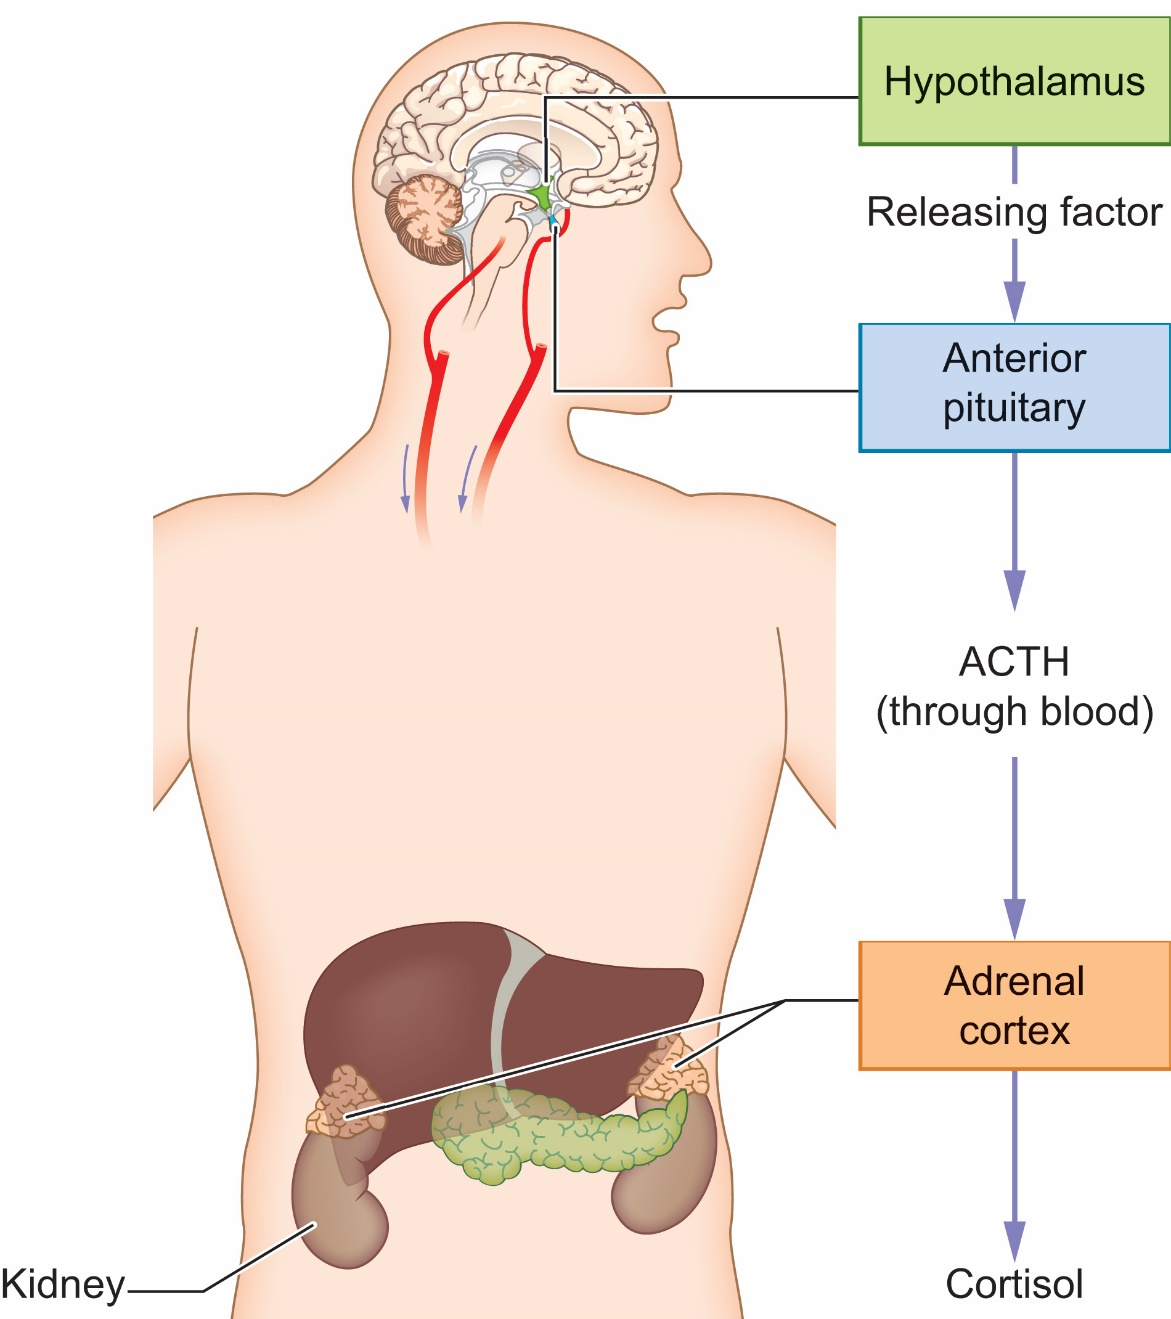 Hypothalamus
Releasing factor
Anterior
pituitary
ACTH
(through blood)
Adrenal
cortex
Kidney
Cortisol